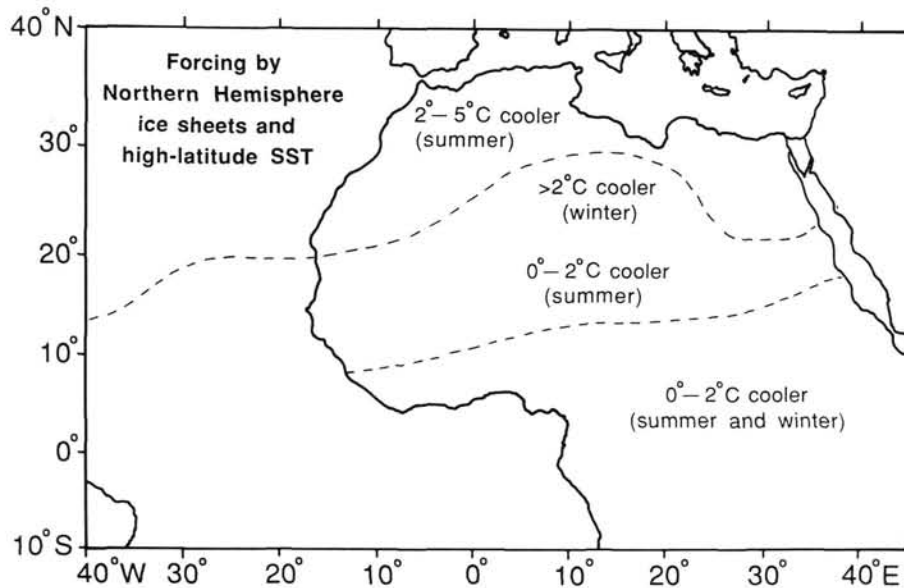 40°N
Forcing by
Northern Hemisphere
ice sheets and
high-latitude SST
2°–5°C cooler
(summer)
30°
>2°C cooler
(winter)
20°
0°–2°C cooler
(summer)
10°
0°–2°C cooler
(summer and winter)
0°
10°S
40°W 30° 20° 10° 0° 10° 20° 30° 40°E